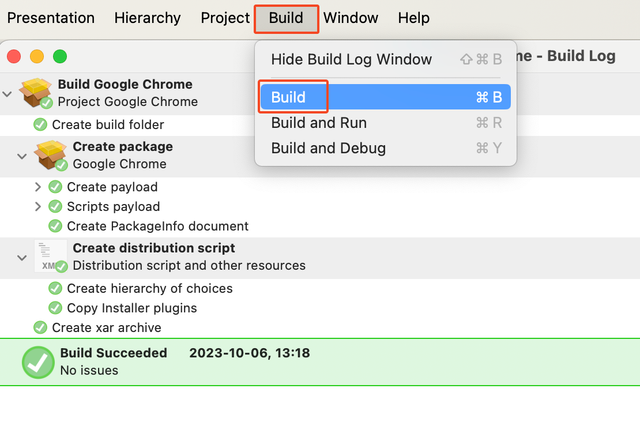 Presentation Hierarchy Project Build Window Help
Hide Build Log Window ⇧ ⌘ B
me - Build Log
Build ⌘ B
Build and Run ⌘ R
Build and Debug ⌘ Y
Build Google Chrome
Project Google Chrome
Create build folder
Create package
Google Chrome
Create payload
Scripts payload
Create PackageInfo document
XM
Create distribution script
Distribution script and other resources
Create hierarchy of choices
Copy Installer plugins
Create xar archive
Build Succeeded 2023-10-06, 13:18
No issues